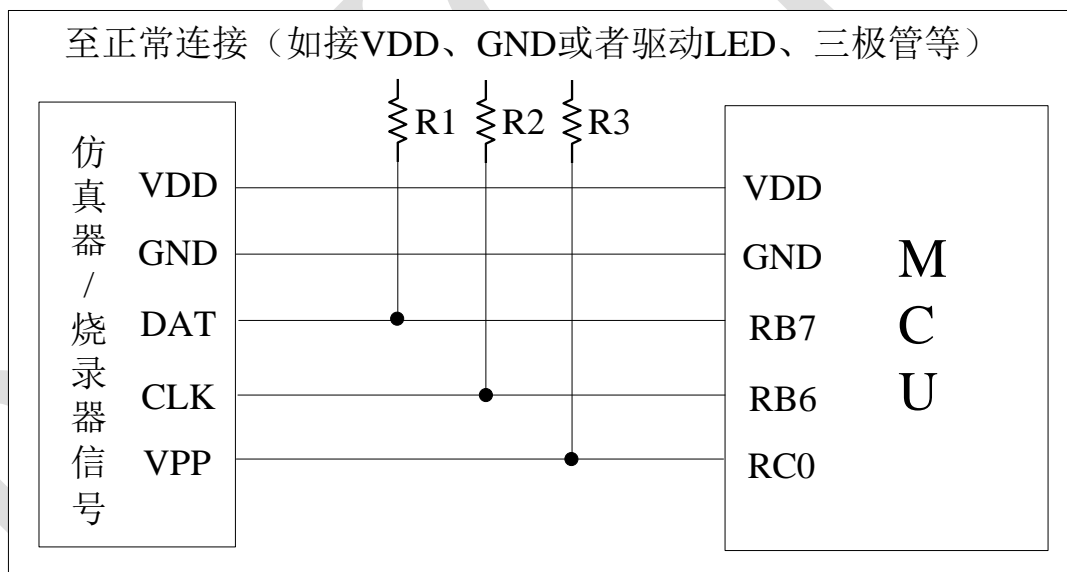 至正常连接（如接VDD、GND或者驱动LED、三极管等）
R1 R2 R3
仿真器/烧录器信号
VDD
GND
DAT
CLK
VPP
VDD
GND
RB7
RB6
RC0
MCU